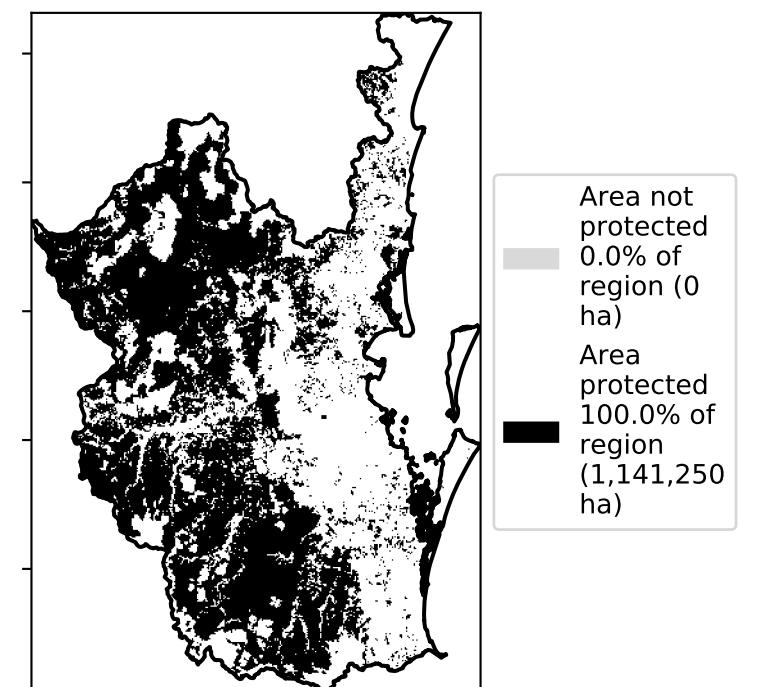 Area not
protected
0.0% of
region (0
ha)
Area
protected
100.0% of
region
(1,141,250
ha)